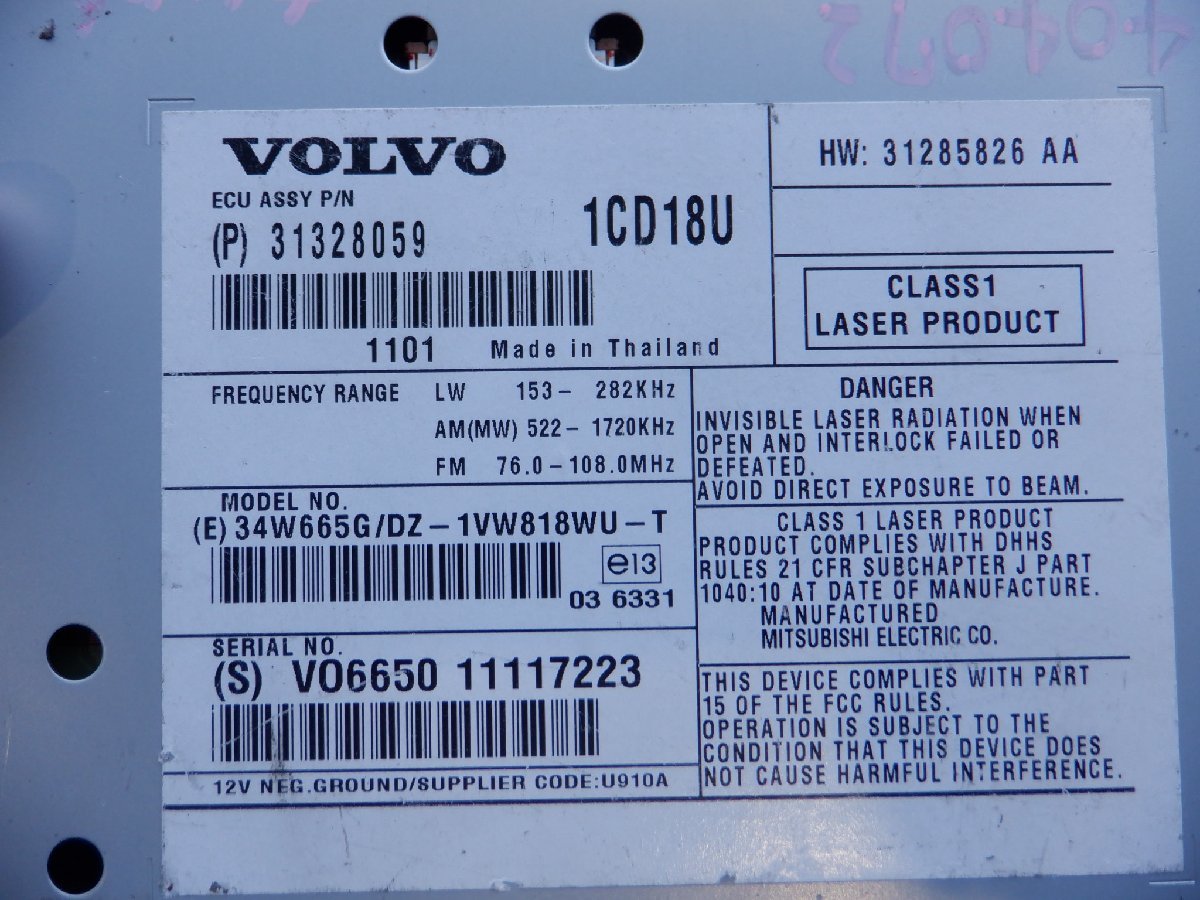 VOLVO
ECU ASSY P/N
(P) 31328059
1CD18U
1101 Made in Thailand
HW: 31285826 AA
CLASS1
LASER PRODUCT
FREQUENCY RANGE LW 153- 282KHz
AM(MW) 522- 1720KHz
FM 76.0-108.0MHz
MODEL NO.
(E) 34W665G/DZ-1VW818WU-T
e13
03 6331
SERIAL NO.
(S) VO6650 11117223
12V NEG.GROUND/SUPPLIER CODE:U910A
DANGER
INVISIBLE LASER RADIATION WHEN
OPEN AND INTERLOCK FAILED OR
DEFEATED.
AVOID DIRECT EXPOSURE TO BEAM.
CLASS 1 LASER PRODUCT
PRODUCT COMPLIES WITH DHHS
RULES 21 CFR SUBCHAPTER J PART
1040:10 AT DATE OF MANUFACTURE.
MANUFACTURED
MITSUBISHI ELECTRIC CO.
THIS DEVICE COMPLIES WITH PART
15 OF THE FCC RULES.
OPERATION IS SUBJECT TO THE
CONDITION THAT THIS DEVICE DOES
NOT CAUSE HARMFUL INTERFERENCE.